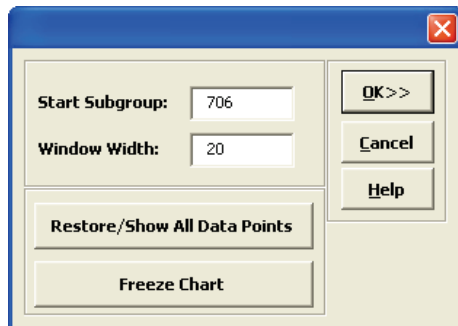 Start Subgroup: 706
Window Width: 20
Restore/Show All Data Points
Freeze Chart
OK>>
Cancel
Help